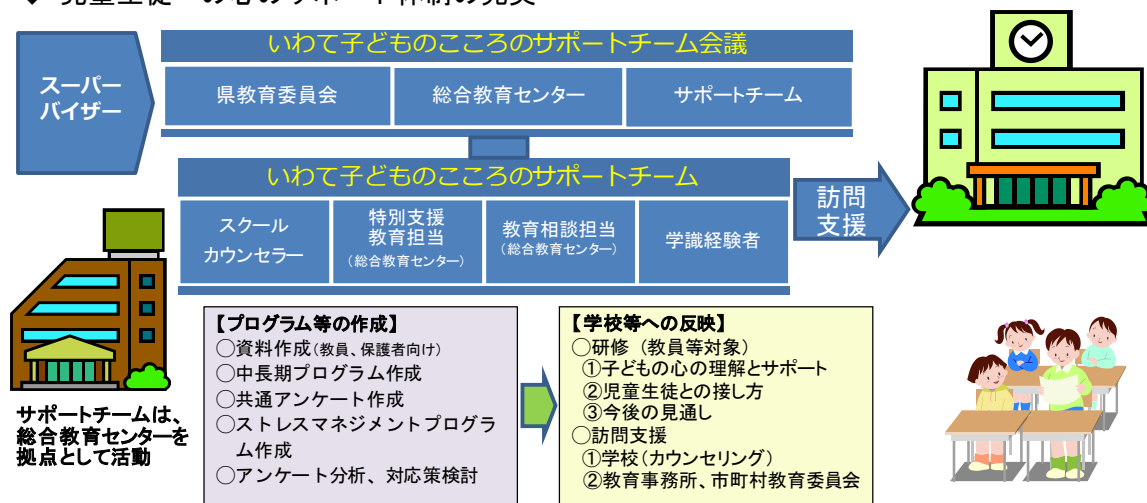 いわて子どものこころのサポートチーム会議
スーパー
バイザー
県教育委員会
総合教育センター
サポートチーム
いわて子どものこころのサポートチーム
スクール
カウンセラー
特別支援
教育担当
(総合教育センター)
教育相談担当
(総合教育センター)
学識経験者
訪問
支援
サポートチームは、
総合教育センターを
拠点として活動
【プログラム等の作成】
○資料作成(教員、保護者向け)
○中長期プログラム作成
○共通アンケート作成
○ストレスマネジメントプログラ
ム作成
○アンケート分析、対応策検討
【学校等への反映】
○研修（教員等対象）
①子どもの心の理解とサポート
②児童生徒との接し方
③今後の見通し
○訪問支援
①学校(カウンセリング)
②教育事務所、市町村教育委員会